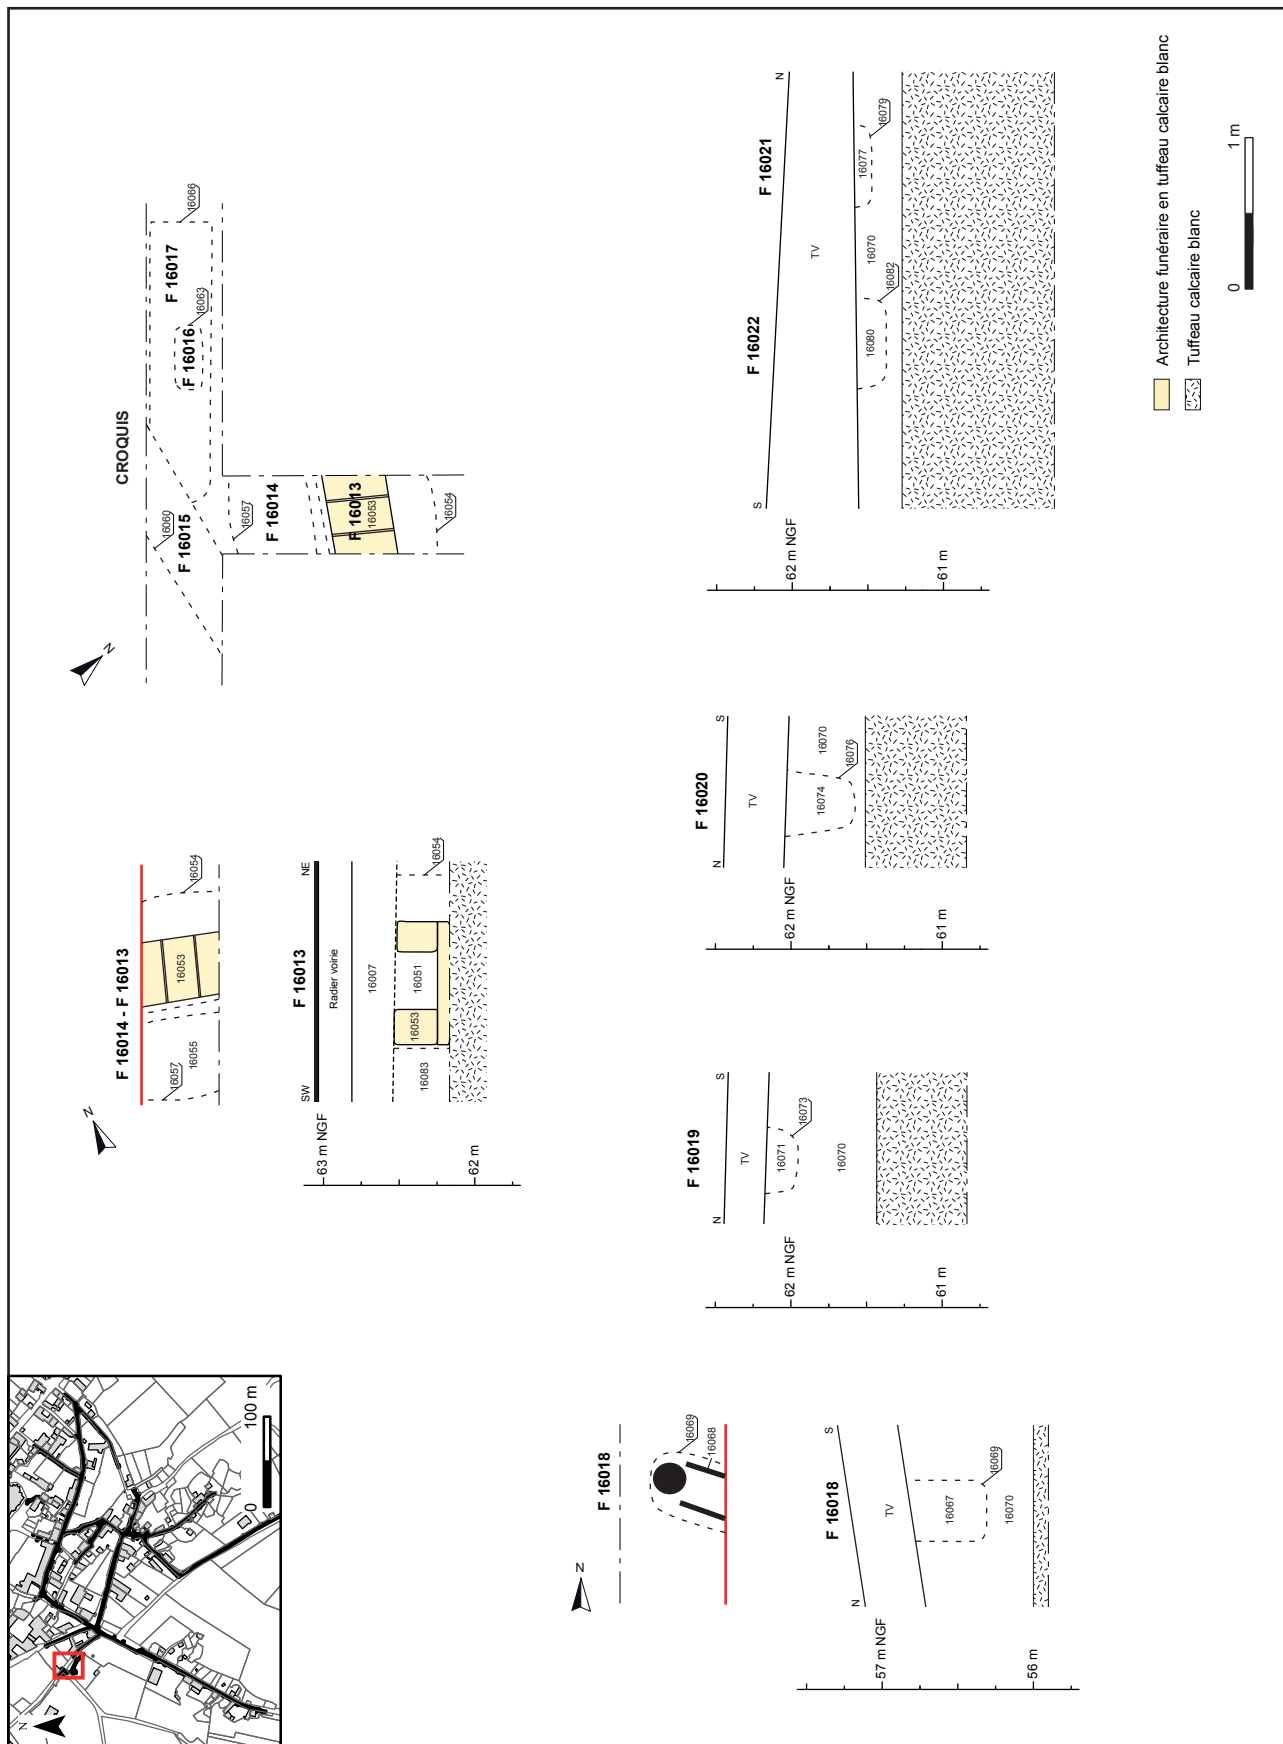 N
0
100 m
F 16014 - F 16013
N
16057
16055
16053
16054
F 16013
SW
NE
Radier voirie
16007
16083
16053
16051
16054
63 m NGF
62 m
CROQUIS
N
16060
F 16015
F 16017
16066
16063
F 16016
16057
F 16014
F 16013
16053
16054
F 16018
N
16069
16068
F 16018
N
S
TV
16067
16069
16070
57 m NGF
56 m
F 16019
N
S
TV
16071
16073
16070
62 m NGF
61 m
F 16020
N
S
TV
16074
16070
16076
62 m NGF
61 m
F 16022
F 16021
S
N
TV
16080
16082
16070
16077
16079
62 m NGF
61 m
Architecture funéraire en tuffeau calcaire blanc
Tuffeau calcaire blanc
0
1 m